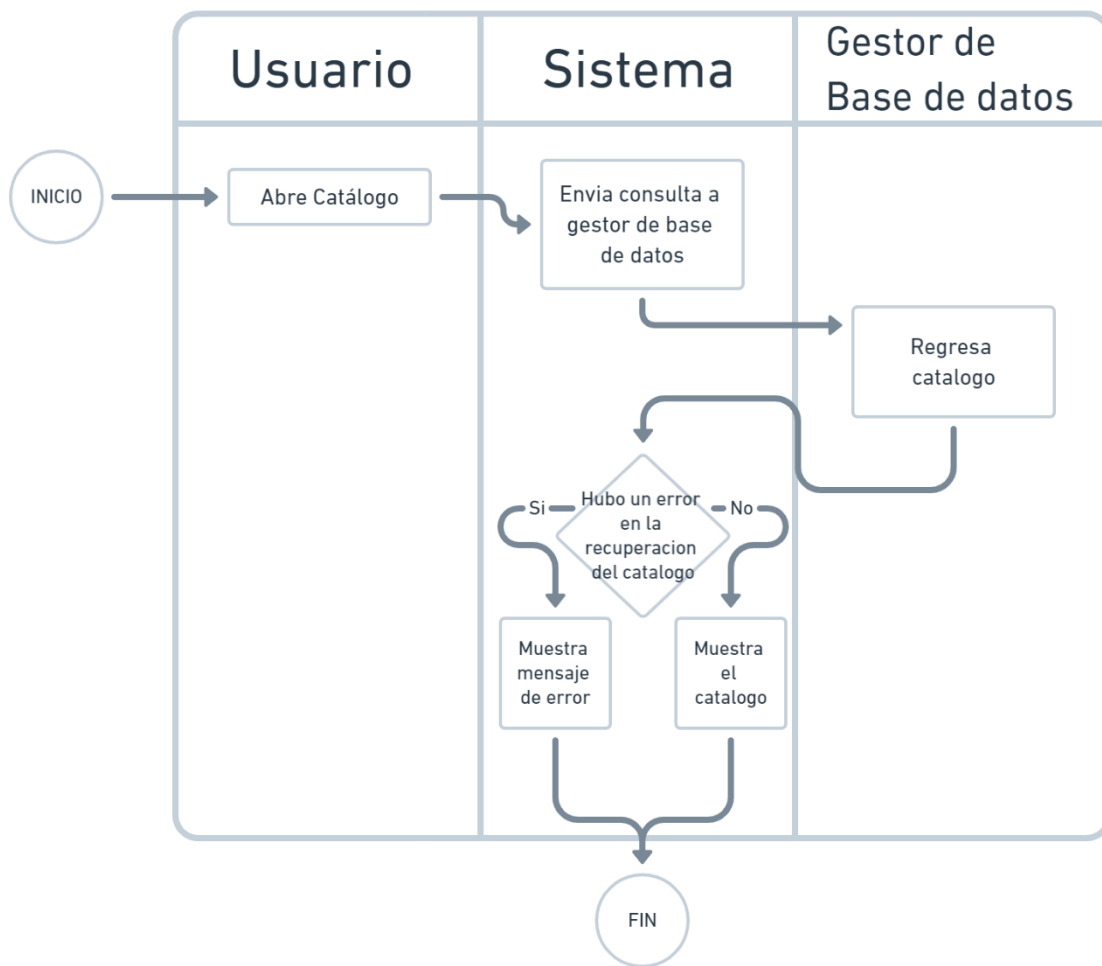 Usuario
Sistema
Gestor de
Base de datos
INICIO
Abre Catálogo
Envia consulta a
gestor de base
de datos
Regresa
catalogo
Si
Hubo un error
en la
recuperacion
del catalogo
No
Muestra
mensaje
de error
Muestra
el
catalogo
FIN